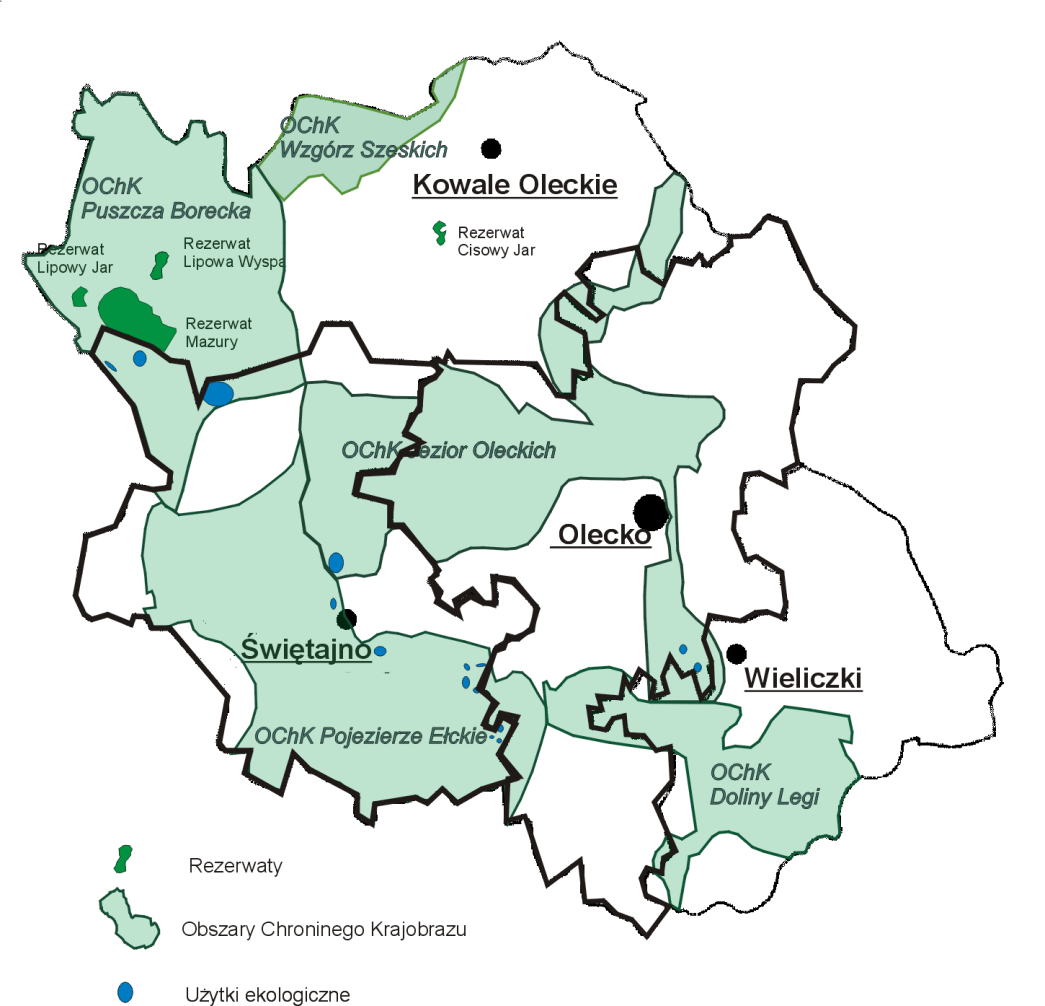 OChK
Wzgórz Szeskich
Kowale Oleckie
OChK
Puszcza Borecka
Rezerwat
Cisowy Jar
Rezerwat
Lipowy Jar
Rezerwat
Lipowa Wyspa
Rezerwat
Mazury
OChK Jezior Oleckich
Olecko
Świętajno
Wieliczki
OChK Pojezierze Ełckie
OChK
Doliny Legi
Rezerwaty
Obszary Chroninego Krajobrazu
Użytki ekologiczne